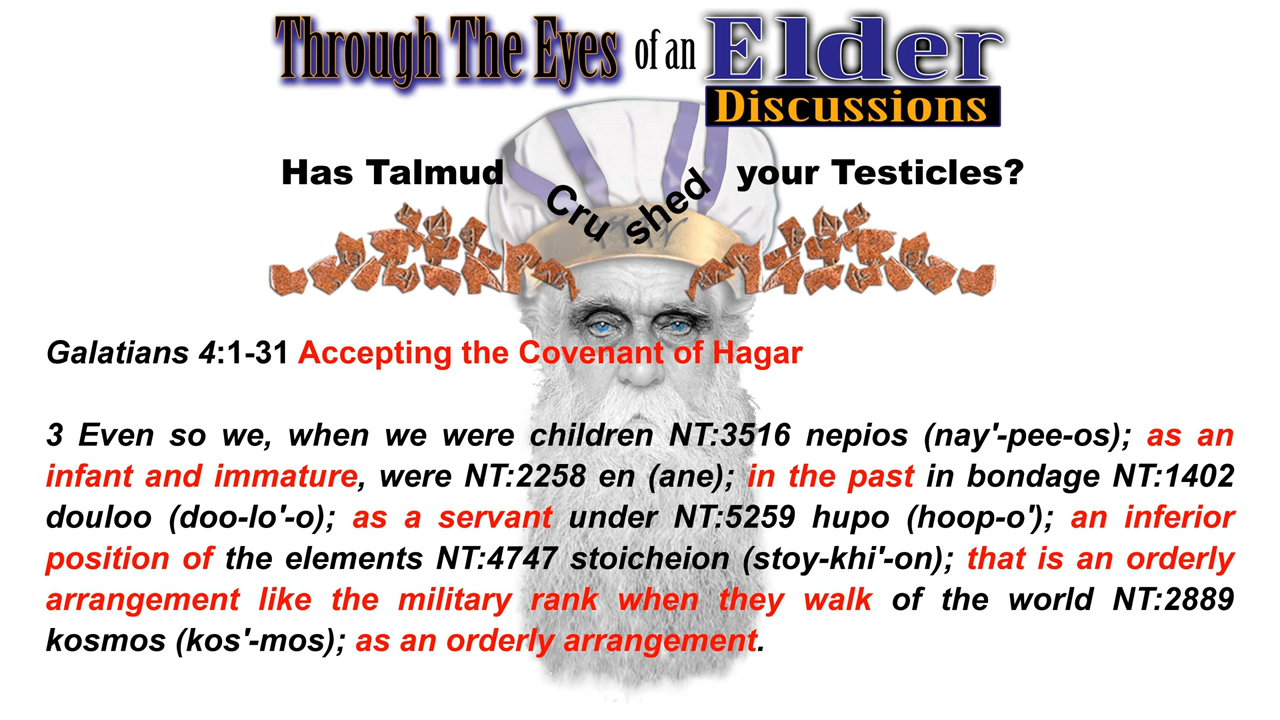 Through The Eyes of an Elder
Discussions
Has Talmud Crushed your Testicles?
Galatians 4:1-31 Accepting the Covenant of Hagar
3 Even so we, when we were children NT:3516 nepios (nay'-pee-os); as an
infant and immature, were NT:2258 en (ane); in the past in bondage NT:1402
douloo (doo-lo'-o); as a servant under NT:5259 hupo (hoop-o'); an inferior
position of the elements NT:4747 stoicheion (stoy-khi'-on); that is an orderly
arrangement like the military rank when they walk of the world NT:2889
kosmos (kos'-mos); as an orderly arrangement.